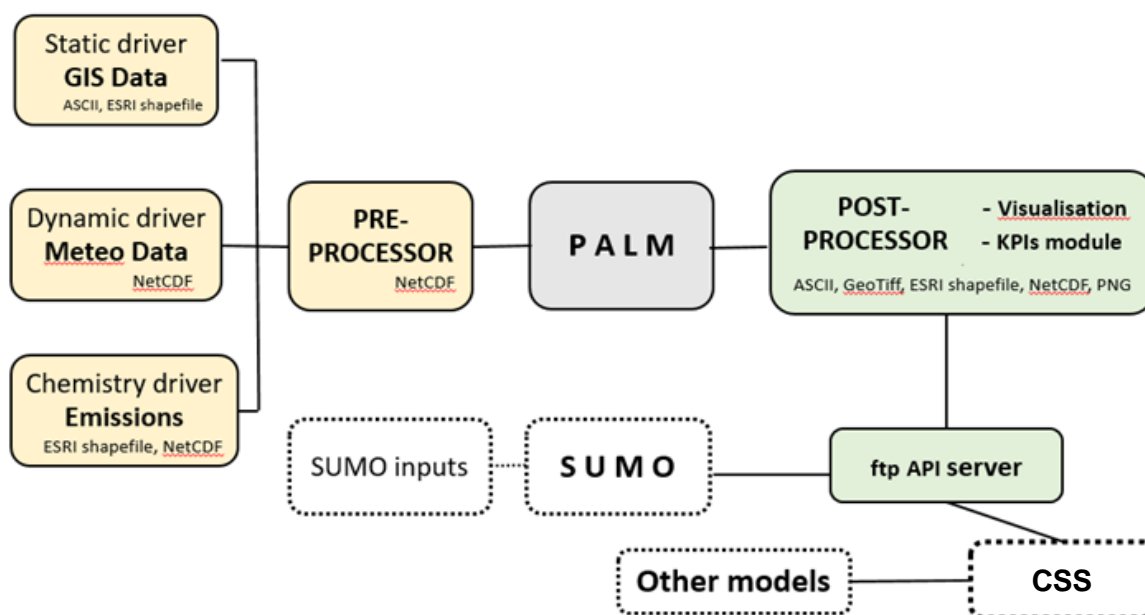 Static driver
GIS Data
ASCII, ESRI shapefile
Dynamic driver
Meteo Data
NetCDF
Chemistry driver
Emissions
ESRI shapefile, NetCDF
PRE-
PROCESSOR
NetCDF
P A L M
POST-
PROCESSOR
- Visualisation
- KPIs module
ASCII, GeoTiff, ESRI shapefile, NetCDF, PNG
SUMO inputs
S U M O
ftp API server
Other models
CSS